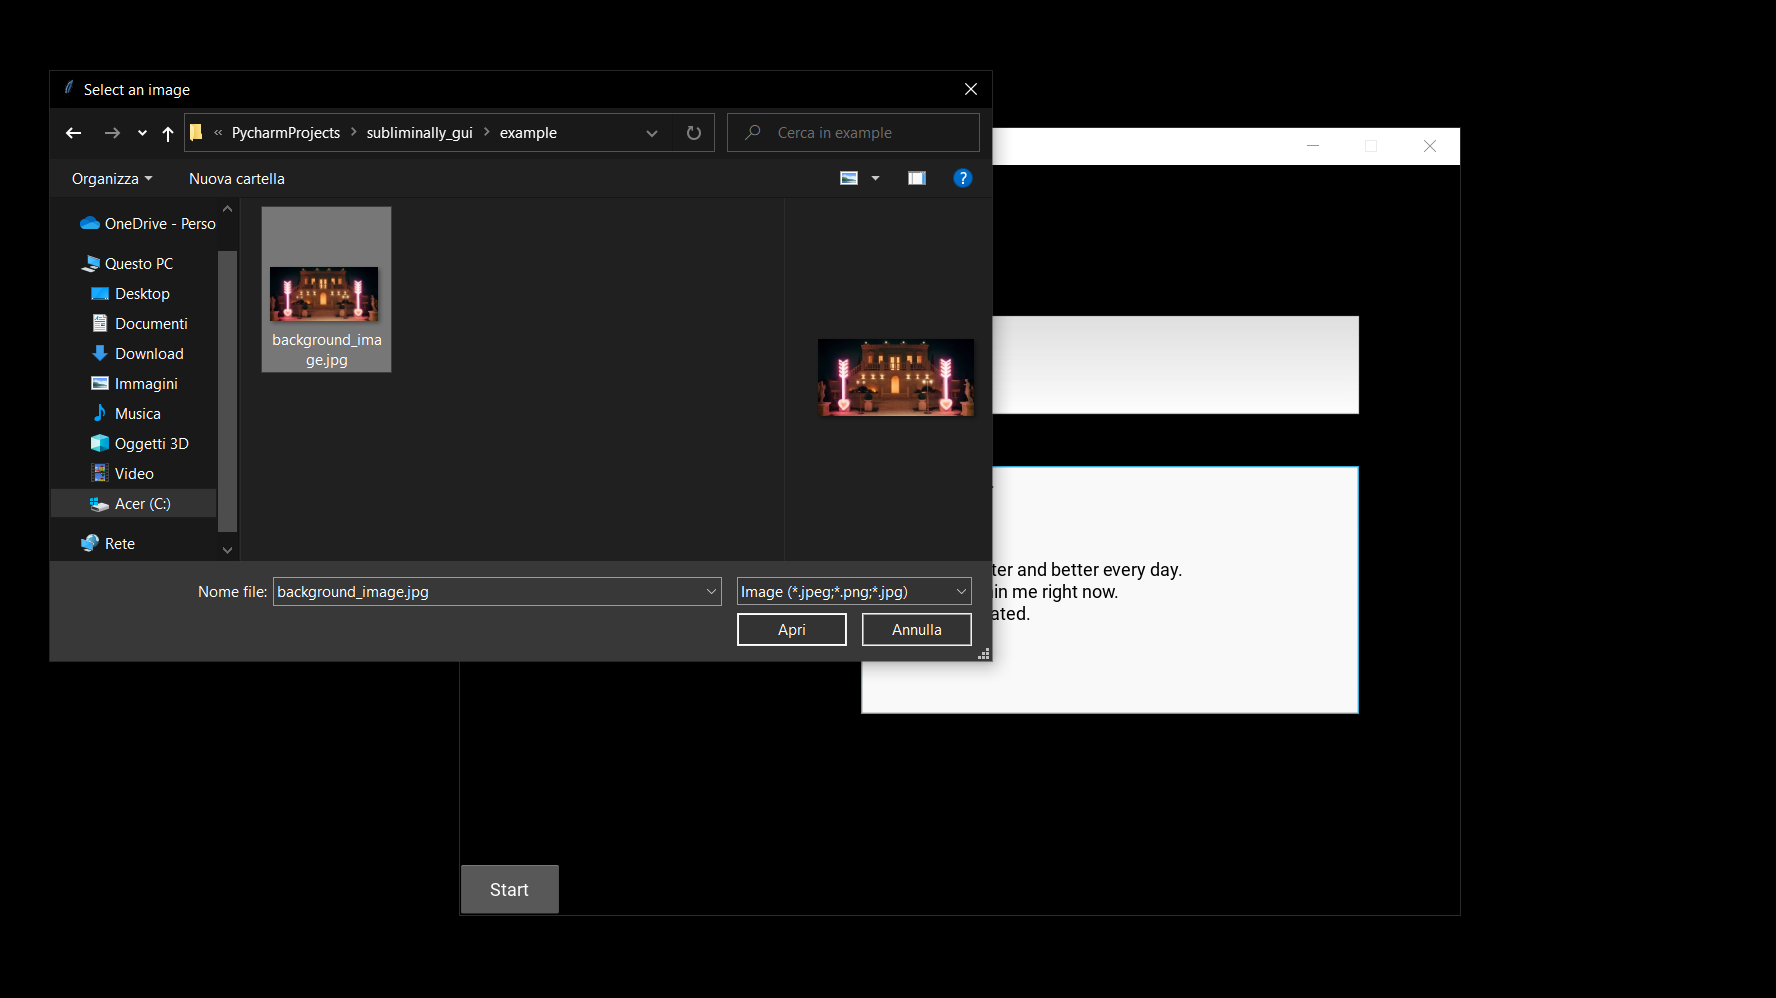 Select an image
« PycharmProjects > subliminally_gui > example
Cerca in example
Organizza
Nuova cartella
?
OneDrive - Perso
Questo PC
Desktop
Documenti
Download
Immagini
Musica
Oggetti 3D
Video
Acer (C:)
Rete
background_ima
ge.jpg
Nome file: background_image.jpg
Image (*.jpeg;*.png;*.jpg)
Apri
Annulla
ter and better every day.
in me right now.
ated.
Start